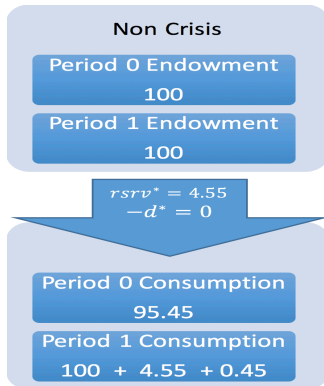 Non Crisis
Period 0 Endowment
100
Period 1 Endowment
100
rsrv* = 4.55
−d* = 0
Period 0 Consumption
95.45
Period 1 Consumption
100 + 4.55 + 0.45